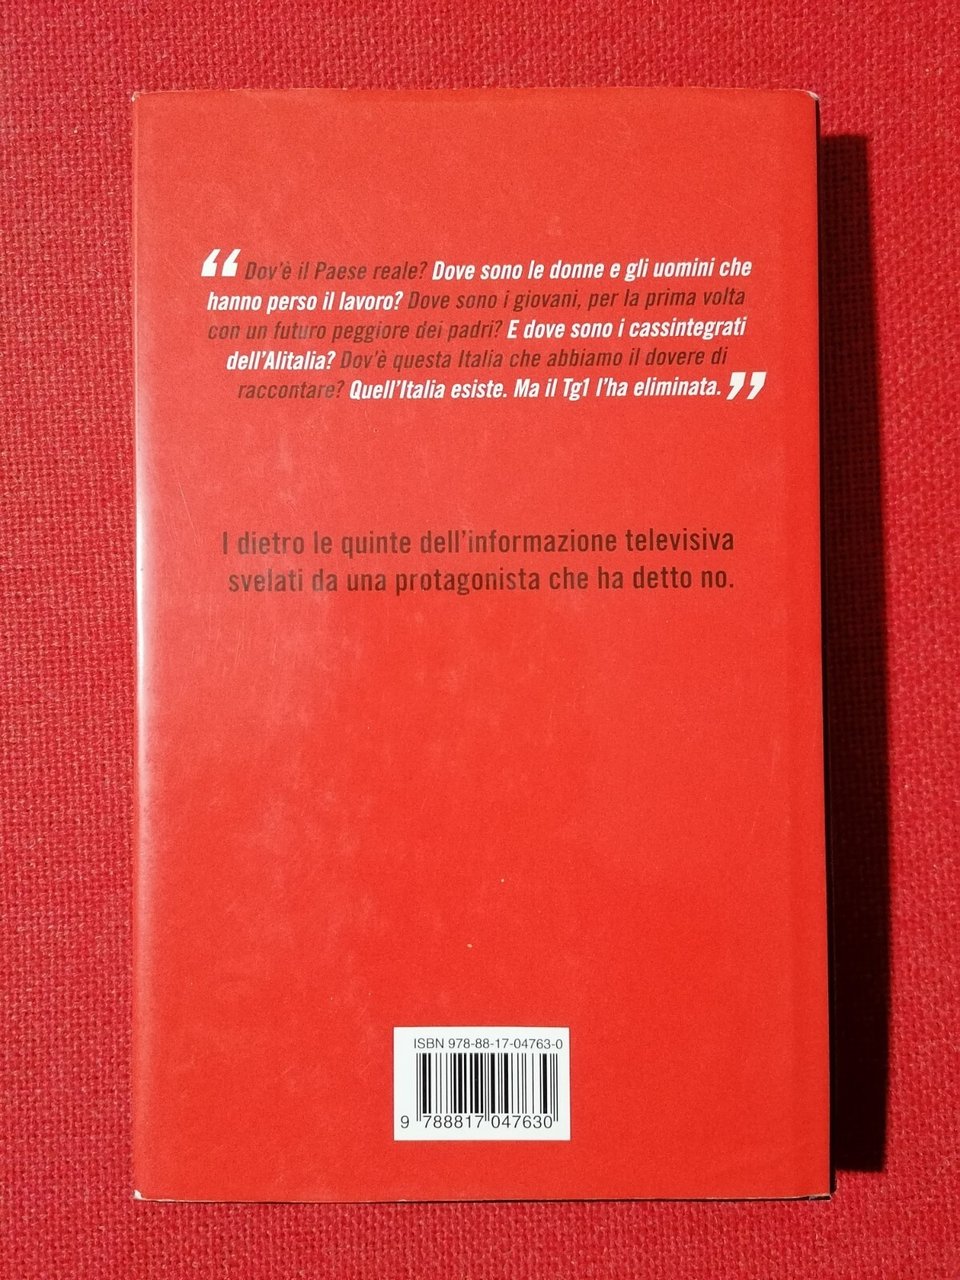 “Dov'è il Paese reale? Dove sono le donne e gli uomini che
hanno perso il lavoro? Dove sono i giovani, per la prima volta
con un futuro peggiore dei padri? E dove sono i cassintegrati
dell'Alitalia? Dov'è questa Italia che abbiamo il dovere di
raccontare? Quell'Italia esiste. Ma il Tg1 l'ha eliminata.”
I dietro le quinte dell'informazione televisiva
svelati da una protagonista che ha detto no.
ISBN 978-88-17-04763-0
9 788817 047630